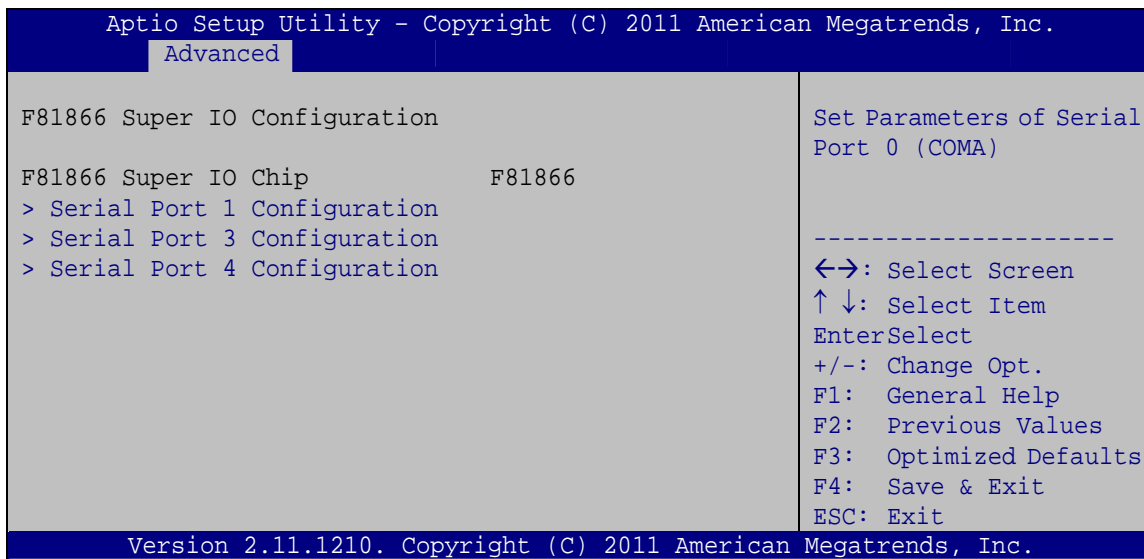 Aptio Setup Utility – Copyright (C) 2011 American Megatrends, Inc.
Advanced
F81866 Super IO Configuration
F81866 Super IO Chip F81866
> Serial Port 1 Configuration
> Serial Port 3 Configuration
> Serial Port 4 Configuration
Set Parameters of Serial
Port 0 (COMA)
---------------------
←→: Select Screen
↑ ↓: Select Item
EnterSelect
+/-: Change Opt.
F1: General Help
F2: Previous Values
F3: Optimized Defaults
F4: Save & Exit
ESC: Exit
Version 2.11.1210. Copyright (C) 2011 American Megatrends, Inc.